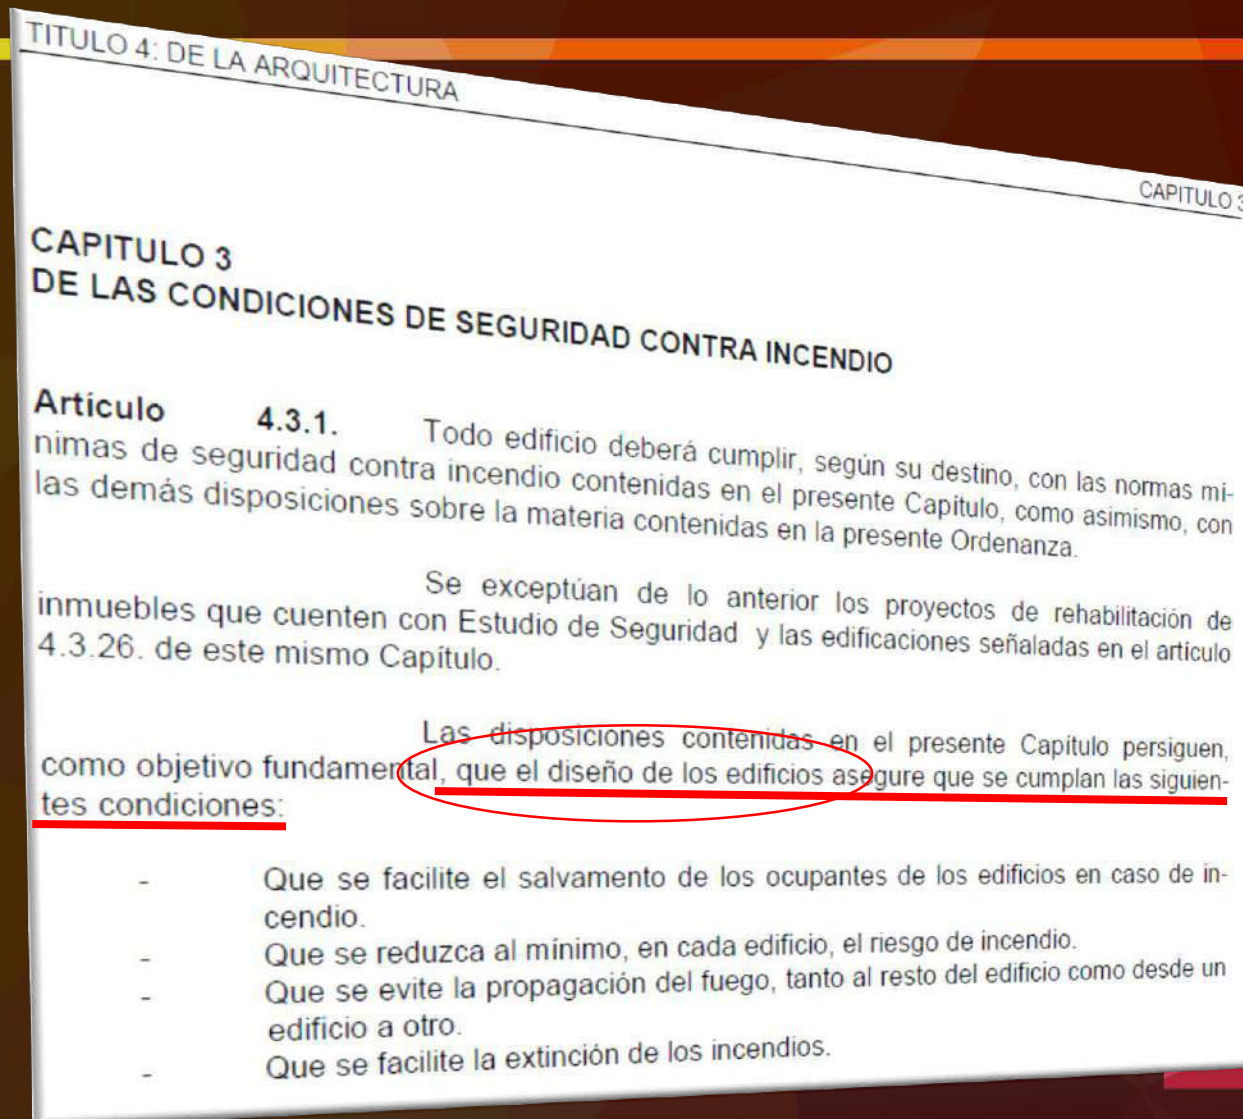 TITULO 4: DE LA ARQUITECTURA
CAPITULO 3
CAPITULO 3
DE LAS CONDICIONES DE SEGURIDAD CONTRA INCENDIO
Artículo 4.3.1. Todo edificio deberá cumplir, según su destino, con las normas mí-
nimas de seguridad contra incendio contenidas en el presente Capítulo, como asimismo, con
las demás disposiciones sobre la materia contenidas en la presente Ordenanza.
Se exceptúan de lo anterior los proyectos de rehabilitación de
inmuebles que cuenten con Estudio de Seguridad y las edificaciones señaladas en el artículo
4.3.26. de este mismo Capítulo.
Las disposiciones contenidas en el presente Capítulo persiguen,
como objetivo fundamental, que el diseño de los edificios asegure que se cumplan las siguien-
tes condiciones:
- Que se facilite el salvamento de los ocupantes de los edificios en caso de in-
cendio.
- Que se reduzca al mínimo, en cada edificio, el riesgo de incendio.
- Que se evite la propagación del fuego, tanto al resto del edificio como desde un
edificio a otro.
- Que se facilite la extinción de los incendios.